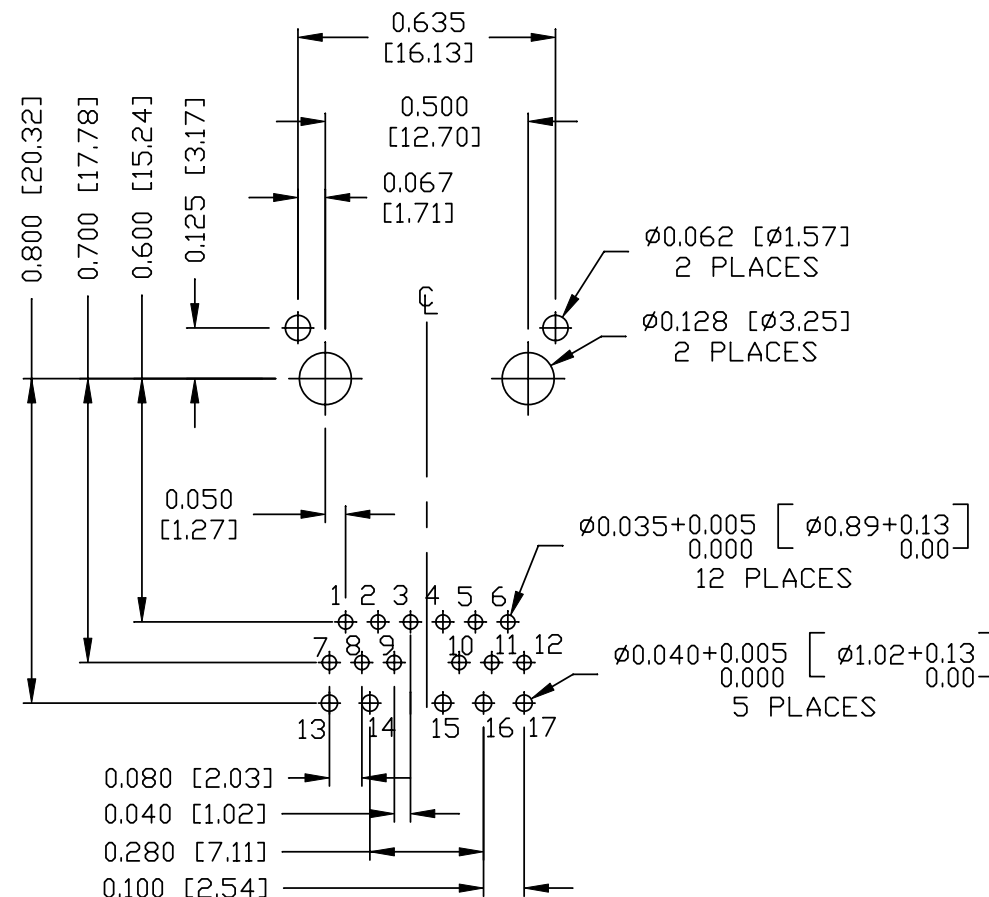 0.635
[16.13]
0.500
[12.70]
0.067
[1.71]
0.800 [20.32]
0.700 [17.78]
0.600 [15.24]
0.125 [3.17]
Ø0.062 [Ø1.57]
2 PLACES
℄
Ø0.128 [Ø3.25]
2 PLACES
0.050
[1.27]
Ø0.035+0.005 [Ø0.89+0.13]
0.000 0.00
12 PLACES
1 2 3 4 5 6
7 8 9 10 11 12
Ø0.040+0.005 [Ø1.02+0.13
0.000 0.00
5 PLACES
13 14 15 16 17
0.080 [2.03]
0.040 [1.02]
0.280 [7.11]
0.100 [2.54]